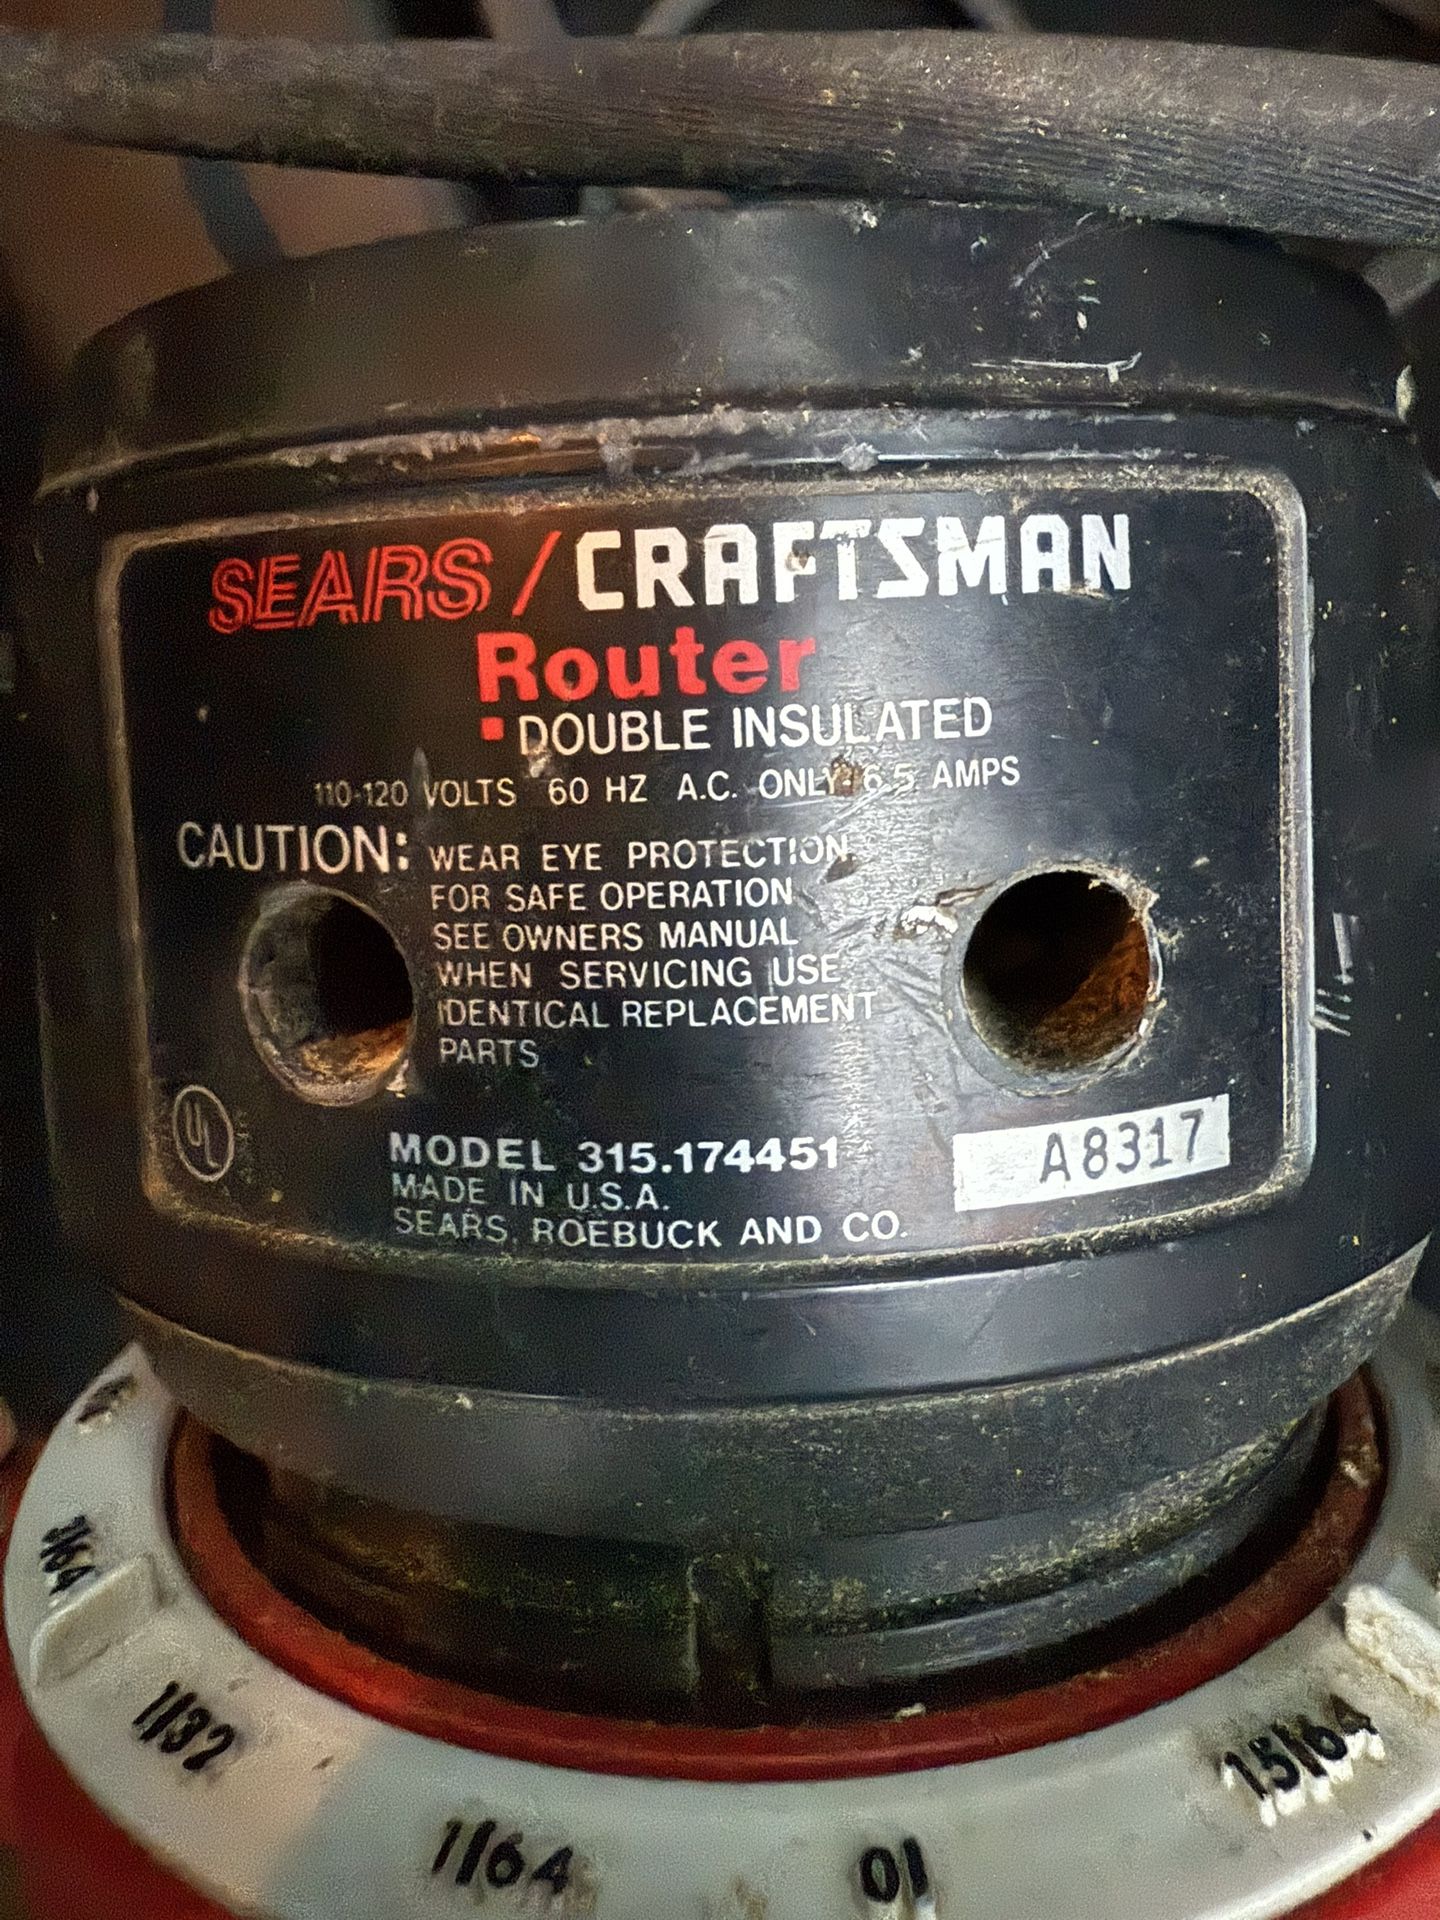 SEARS / CRAFTSMAN
Router
▪ DOUBLE INSULATED
110-120 VOLTS 60 HZ A.C. ONLY 6.5 AMPS
CAUTION: WEAR EYE PROTECTION
FOR SAFE OPERATION
SEE OWNERS MANUAL
WHEN SERVICING USE
IDENTICAL REPLACEMENT
PARTS
UL
MODEL 315.174451
A8317
MADE IN U.S.A.
SEARS, ROEBUCK AND CO.
1/32
1/64
0
15/64